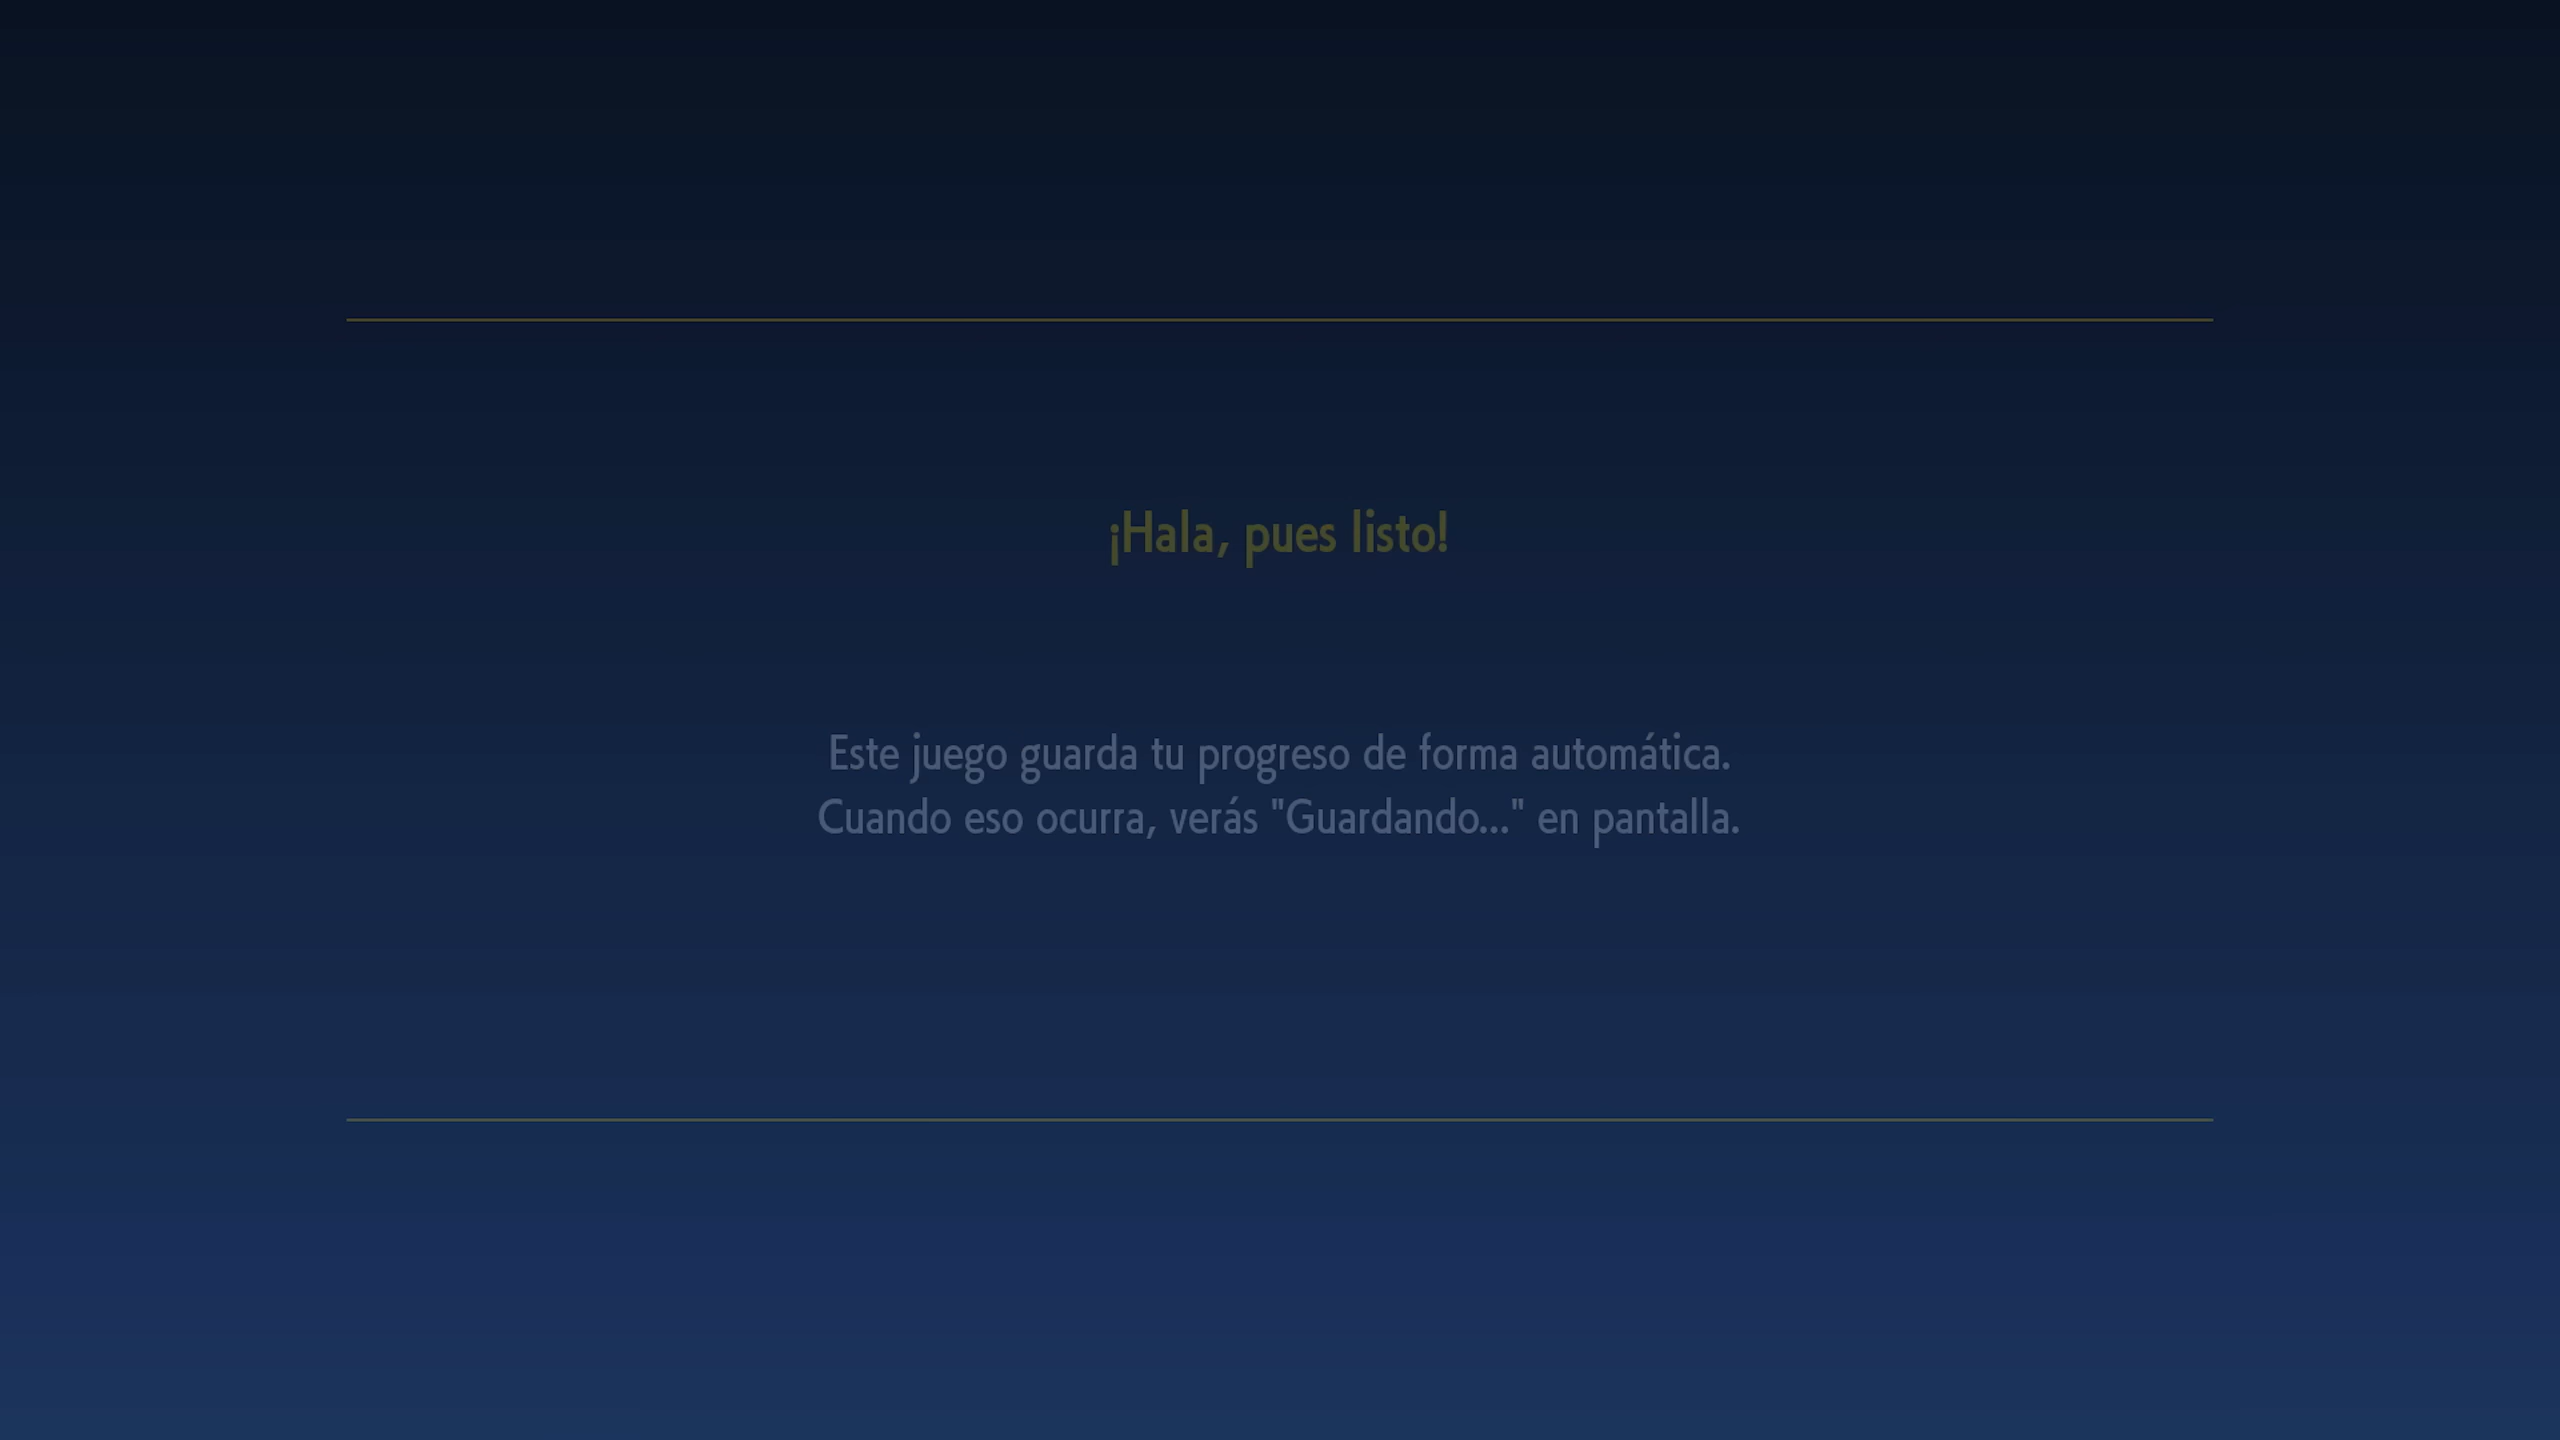 ¡Hala, pues listo!
Este juego guarda tu progreso de forma automática.
Cuando eso ocurra, verás "Guardando..." en pantalla.